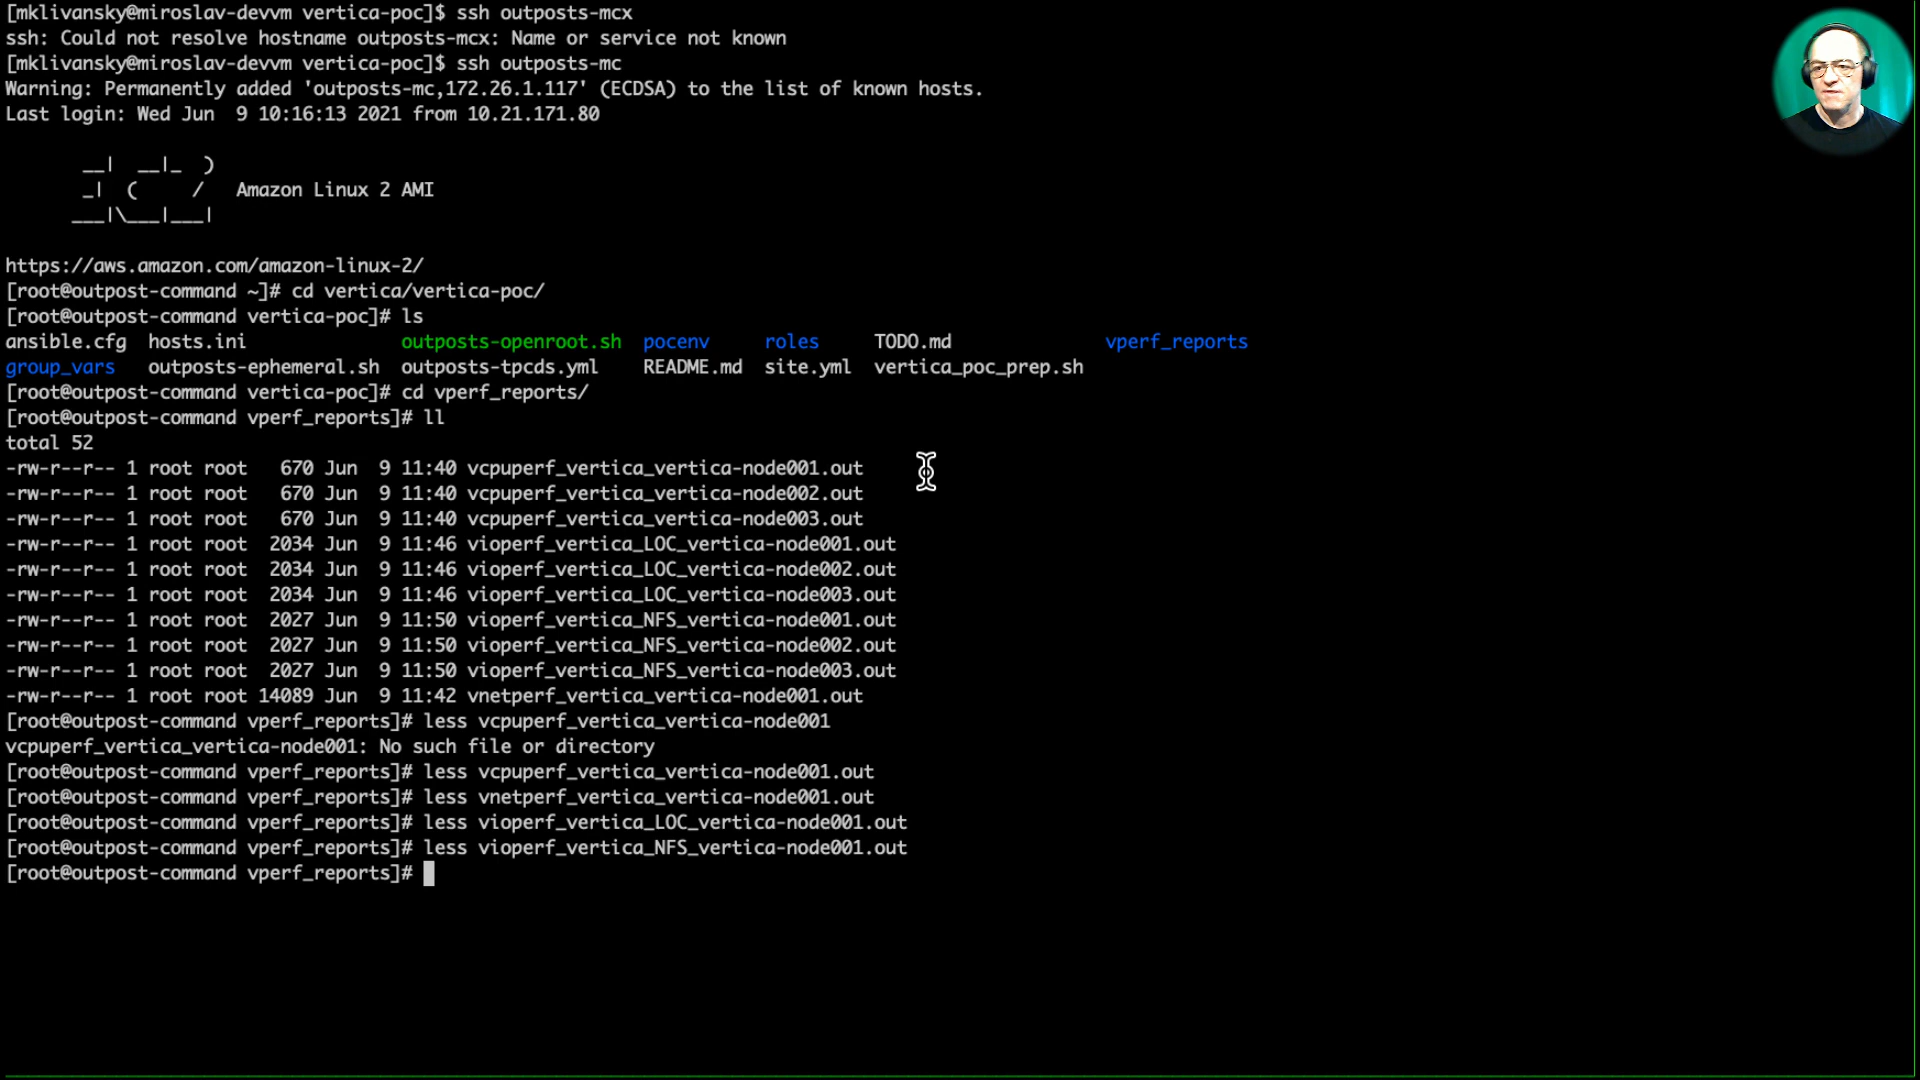 [mklivansky@miroslav-devvm vertica-poc]$ ssh outposts-mcx
ssh: Could not resolve hostname outposts-mcx: Name or service not known
[mklivansky@miroslav-devvm vertica-poc]$ ssh outposts-mc
Warning: Permanently added 'outposts-mc,172.26.1.117' (ECDSA) to the list of known hosts.
Last login: Wed Jun  9 10:16:13 2021 from 10.21.171.80
       __|  __|_  )
       _|  (     /   Amazon Linux 2 AMI
      ___|\___|___|
https://aws.amazon.com/amazon-linux-2/
[root@outpost-command ~]# cd vertica/vertica-poc/
[root@outpost-command vertica-poc]# ls
ansible.cfg  hosts.ini              outposts-openroot.sh  pocenv     roles     TODO.md              vperf_reports
group_vars   outposts-ephemeral.sh  outposts-tpcds.yml    README.md  site.yml  vertica_poc_prep.sh
[root@outpost-command vertica-poc]# cd vperf_reports/
[root@outpost-command vperf_reports]# ll
total 52
-rw-r--r-- 1 root root   670 Jun  9 11:40 vcpuperf_vertica_vertica-node001.out
-rw-r--r-- 1 root root   670 Jun  9 11:40 vcpuperf_vertica_vertica-node002.out
-rw-r--r-- 1 root root   670 Jun  9 11:40 vcpuperf_vertica_vertica-node003.out
-rw-r--r-- 1 root root  2034 Jun  9 11:46 vioperf_vertica_LOC_vertica-node001.out
-rw-r--r-- 1 root root  2034 Jun  9 11:46 vioperf_vertica_LOC_vertica-node002.out
-rw-r--r-- 1 root root  2034 Jun  9 11:46 vioperf_vertica_LOC_vertica-node003.out
-rw-r--r-- 1 root root  2027 Jun  9 11:50 vioperf_vertica_NFS_vertica-node001.out
-rw-r--r-- 1 root root  2027 Jun  9 11:50 vioperf_vertica_NFS_vertica-node002.out
-rw-r--r-- 1 root root  2027 Jun  9 11:50 vioperf_vertica_NFS_vertica-node003.out
-rw-r--r-- 1 root root 14089 Jun  9 11:42 vnetperf_vertica_vertica-node001.out
[root@outpost-command vperf_reports]# less vcpuperf_vertica_vertica-node001
vcpuperf_vertica_vertica-node001: No such file or directory
[root@outpost-command vperf_reports]# less vcpuperf_vertica_vertica-node001.out
[root@outpost-command vperf_reports]# less vnetperf_vertica_vertica-node001.out
[root@outpost-command vperf_reports]# less vioperf_vertica_LOC_vertica-node001.out
[root@outpost-command vperf_reports]# less vioperf_vertica_NFS_vertica-node001.out
[root@outpost-command vperf_reports]#